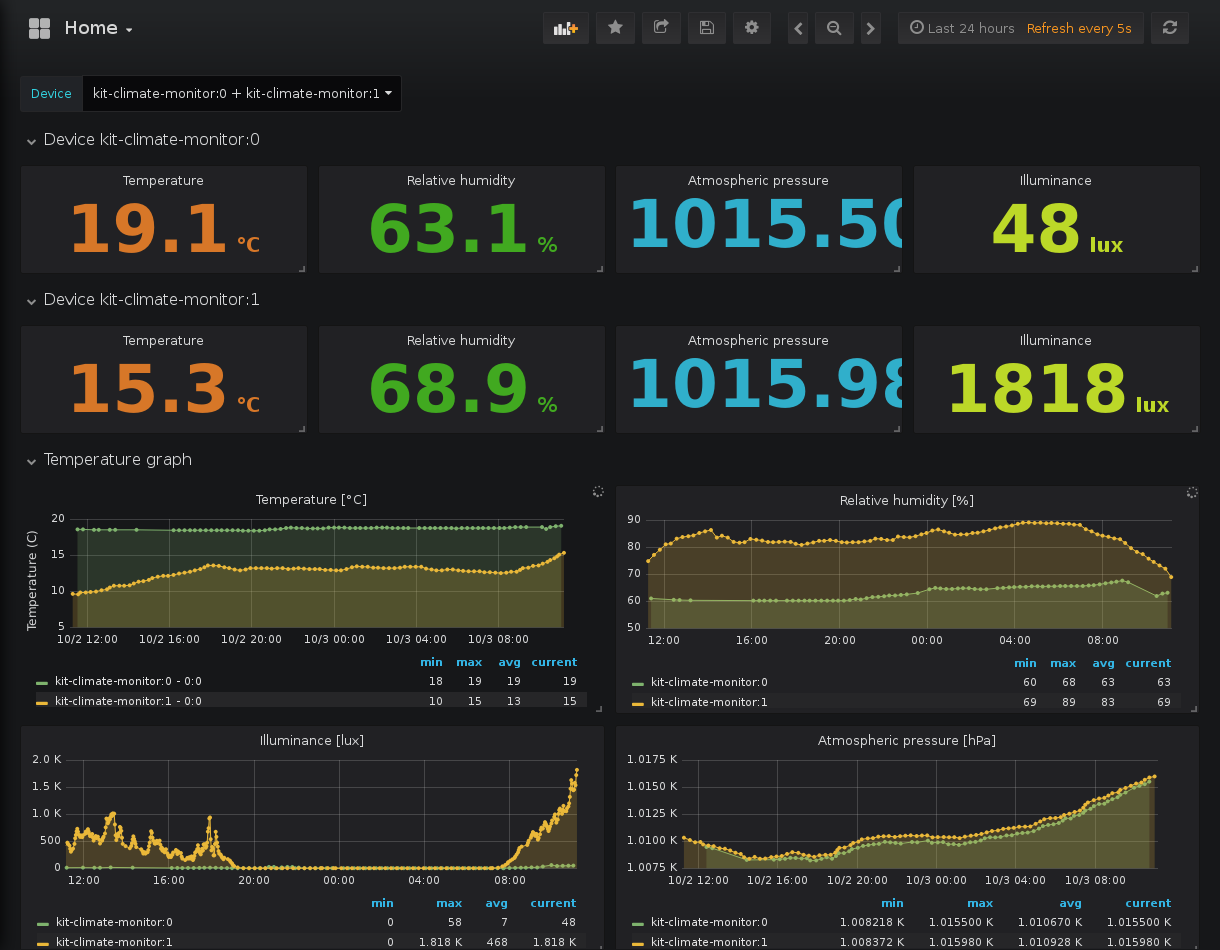 Home
Last 24 hours Refresh every 5s
Device kit-climate-monitor:0 + kit-climate-monitor:1
Device kit-climate-monitor:0
Temperature Relative humidity Atmospheric pressure Illuminance
19.1 °C 63.1 % 1015.50 48 lux
Device kit-climate-monitor:1
Temperature Relative humidity Atmospheric pressure Illuminance
15.3 °C 68.9 % 1015.98 1818 lux
Temperature graph
Temperature [°C]
Temperature (C)
20
15
10
5
10/2 12:00 10/2 16:00 10/2 20:00 10/3 00:00 10/3 04:00 10/3 08:00
min max avg current
kit-climate-monitor:0 - 0:0 18 19 19 19
kit-climate-monitor:1 - 0:0 10 15 13 15
Relative humidity [%]
90
80
70
60
50
12:00 16:00 20:00 00:00 04:00 08:00
min max avg current
kit-climate-monitor:0 60 68 63 63
kit-climate-monitor:1 69 89 83 69
Illuminance [lux]
2.0 K
1.5 K
1.0 K
500
0
12:00 16:00 20:00 00:00 04:00 08:00
min max avg current
kit-climate-monitor:0 0 58 7 48
kit-climate-monitor:1 0 1.818 K 468 1.818 K
Atmospheric pressure [hPa]
1.0175 K
1.0150 K
1.0125 K
1.0100 K
1.0075 K
10/2 12:00 10/2 16:00 10/2 20:00 10/3 00:00 10/3 04:00 10/3 08:00
min max avg current
kit-climate-monitor:0 1.008218 K 1.015500 K 1.010670 K 1.015500 K
kit-climate-monitor:1 1.008372 K 1.015980 K 1.010928 K 1.015980 K